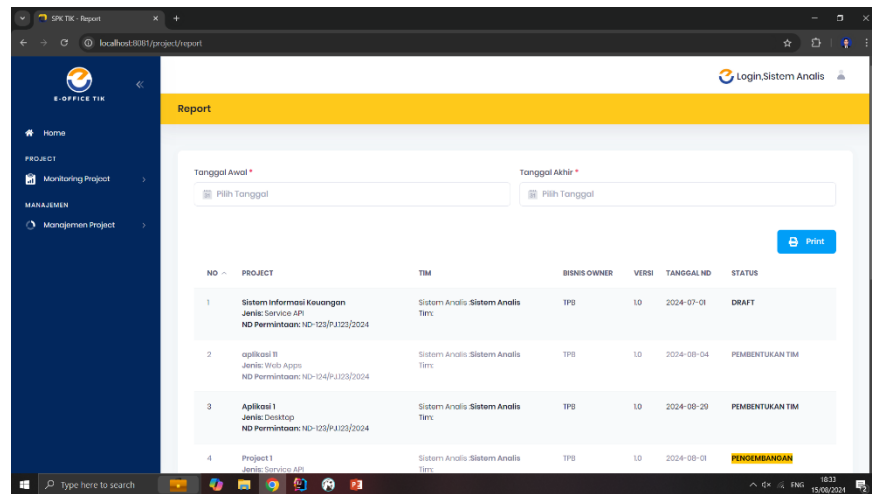 SPK TIK - Report
localhost:8081/project/report
E-OFFICE TIK
Login,Sistem Analis
Report
Home
PROJECT
Monitoring Project
MANAJEMEN
Manajemen Project
Tanggal Awal *
Tanggal Akhir *
Pilih Tanggal
Pilih Tanggal
Print
NO PROJECT TIM BISNIS OWNER VERSI TANGGAL ND STATUS
1 Sistem Informasi Keuangan Sistem Analis :Sistem Analis TPB 1.0 2024-07-01 DRAFT
Jenis: Service API Tim:
ND Permintaan: ND-123/PJ.123/2024
2 aplikasi 11 Sistem Analis :Sistem Analis TPB 1.0 2024-08-04 PEMBENTUKAN TIM
Jenis: Web Apps Tim:
ND Permintaan: ND-124/PJ.123/2024
3 Aplikasi 1 Sistem Analis :Sistem Analis TPB 1.0 2024-08-29 PEMBENTUKAN TIM
Jenis: Desktop Tim:
ND Permintaan: ND-123/PJ.123/2024
4 Project 1 Sistem Analis :Sistem Analis TPB 1.0 2024-08-01 PENGEMBANGAN
Jenis: Service API Tim:
Type here to search
ENG
18:33
15/08/2024